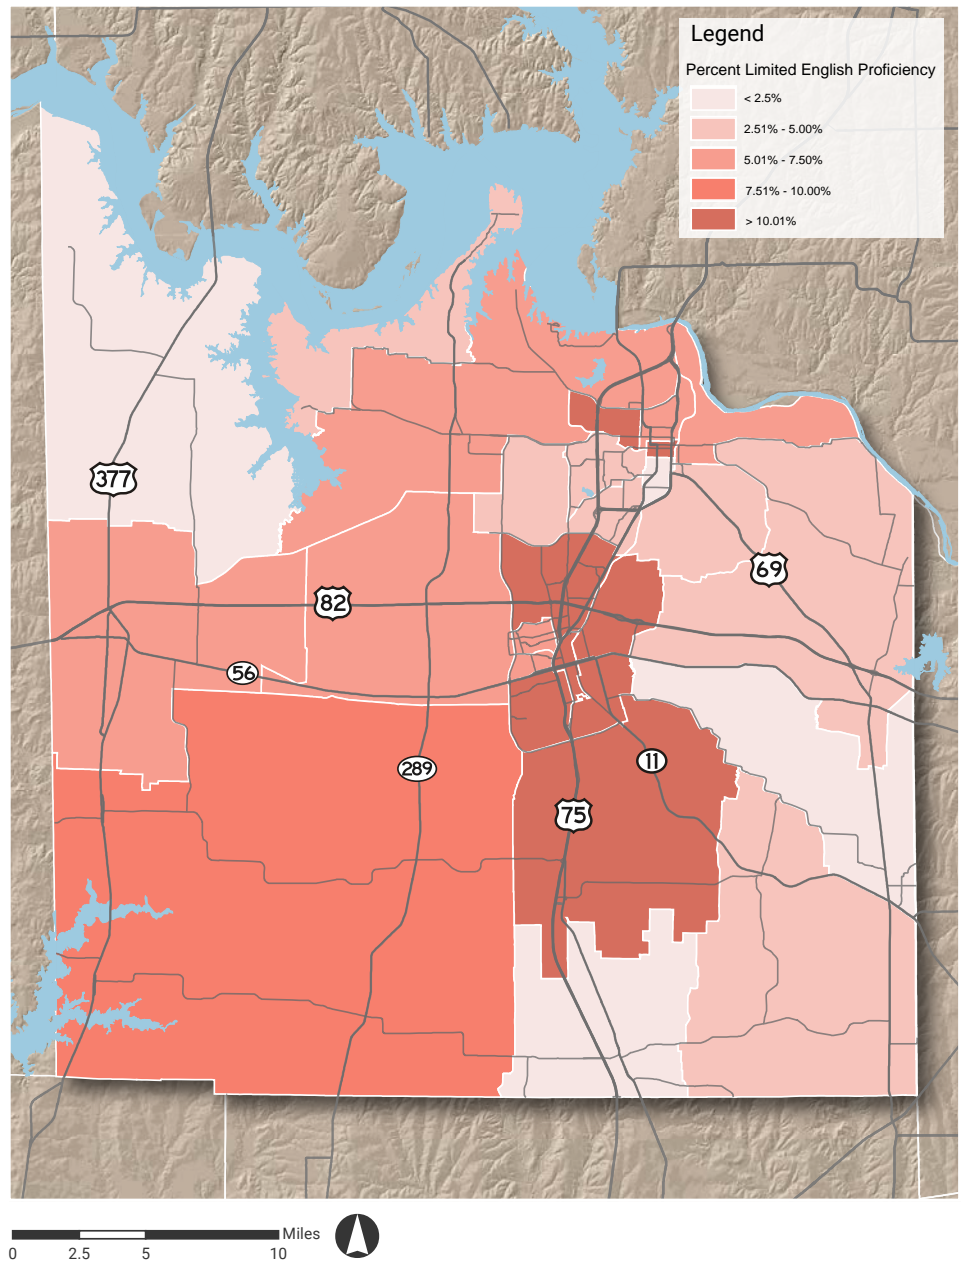 Legend
Percent Limited English Proficiency
< 2.5%
2.51% - 5.00%
5.01% - 7.50%
7.51% - 10.00%
> 10.01%
377
69
82
56
289
11
75
Miles
0 2.5 5 10